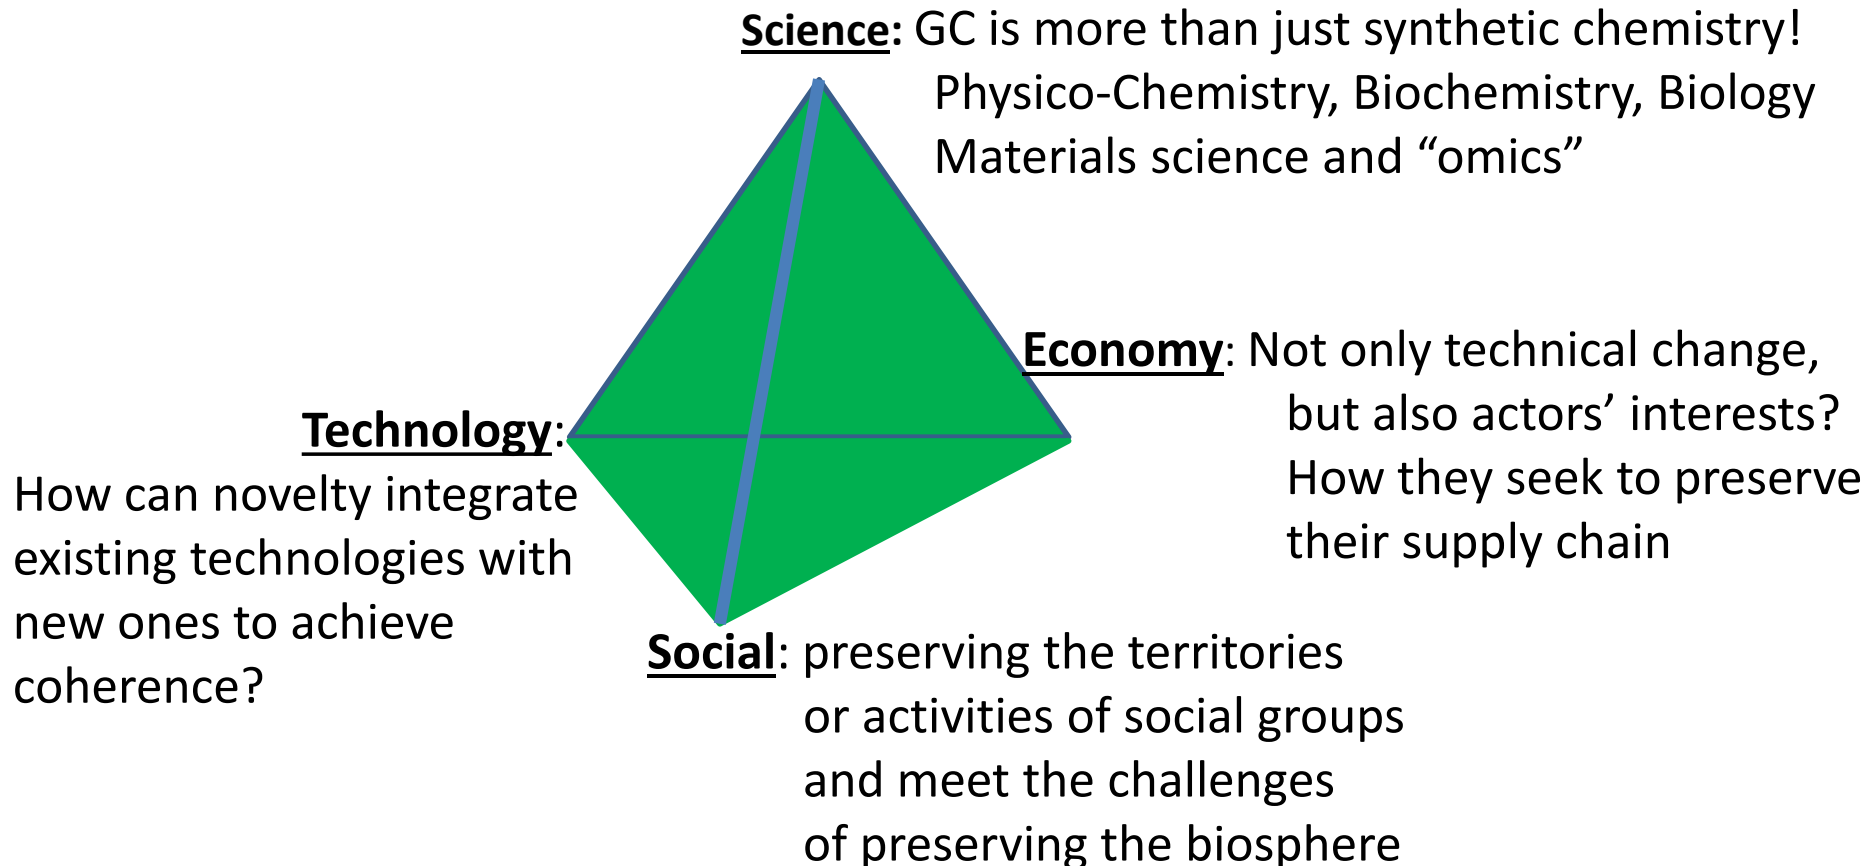 Science: GC is more than just synthetic chemistry!
Physico-Chemistry, Biochemistry, Biology
Materials science and “omics”
Economy: Not only technical change,
but also actors’ interests?
How they seek to preserve
their supply chain
Technology:
How can novelty integrate
existing technologies with
new ones to achieve
coherence?
Social: preserving the territories
or activities of social groups
and meet the challenges
of preserving the biosphere